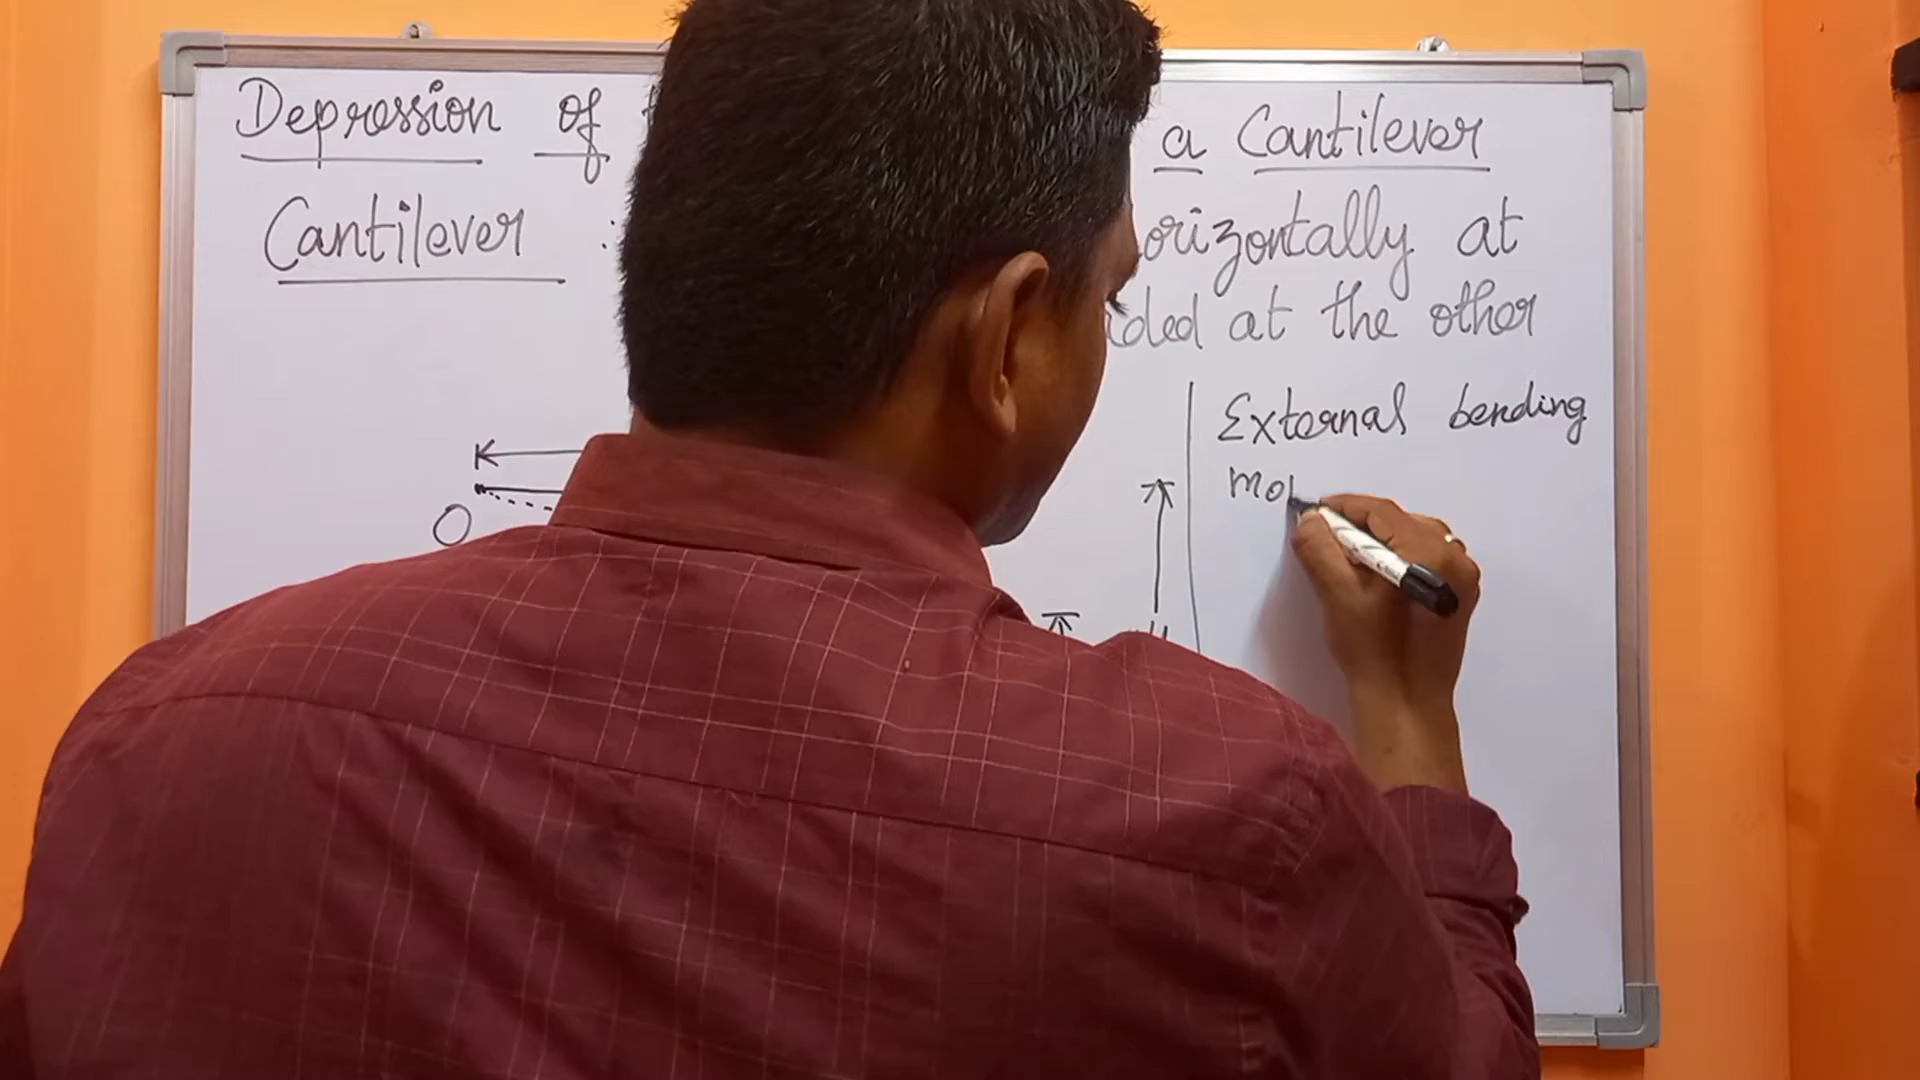 Depression of a Cantilever
Cantilever : orizontally at
ded at the other
External bending
mo
O